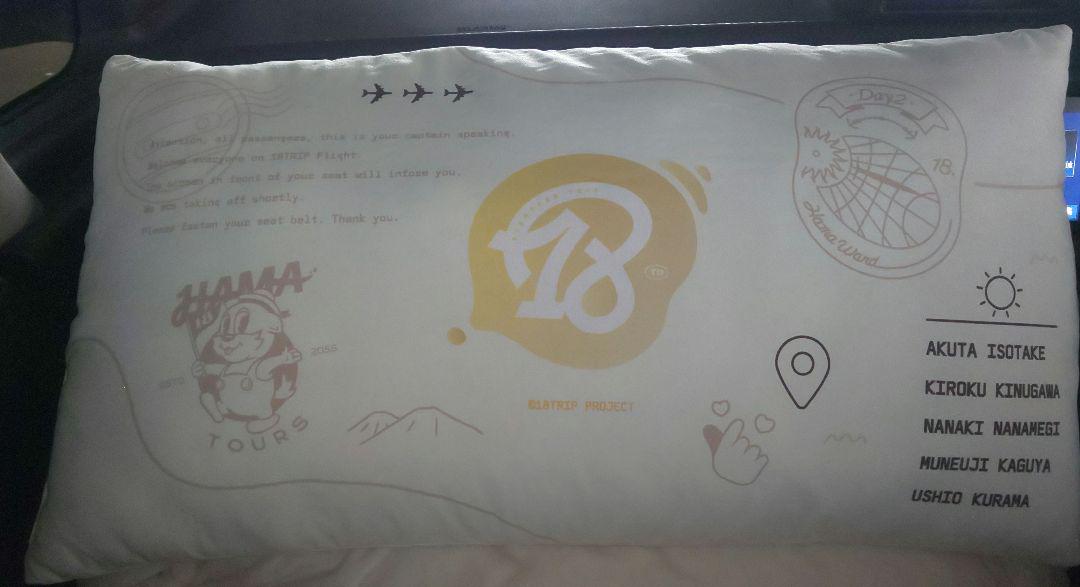 Attention, all passengers, this is your captain speaking.
Welcome everyone on 18TRIP Flight.
The screen in front of your seat will inform you.
We are taking off shortly.
Please fasten your seat belt. Thank you.
Day2
18.
Hama Ward
18
HAMA
2055
TOURS
©18TRIP PROJECT
AKUTA ISOTAKE
KIROKU KINUGAWA
NANAKI NANAMEGI
MUNEUJI KAGUYA
USHIO KURAMA